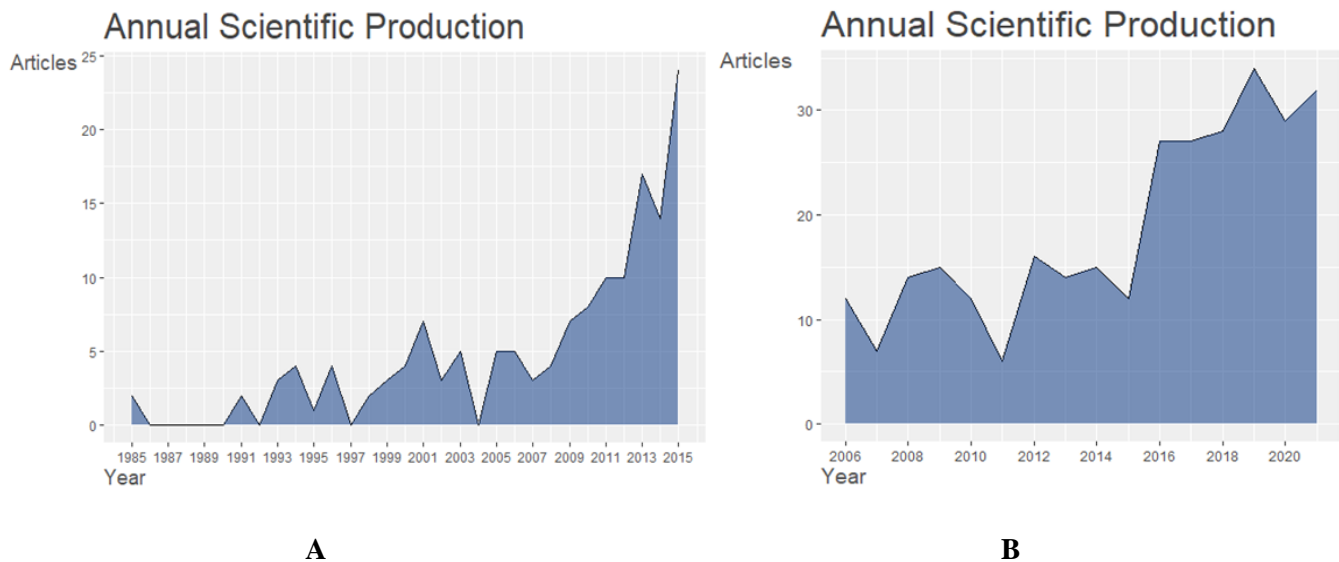 Annual Scientific Production
Articles
25
20
15
10
5
0
1985 1987 1989 1991 1993 1995 1997 1999 2001 2003 2005 2007 2009 2011 2013 2015
Year
A
Annual Scientific Production
Articles
30
20
10
0
2006 2008 2010 2012 2014 2016 2018 2020
Year
B